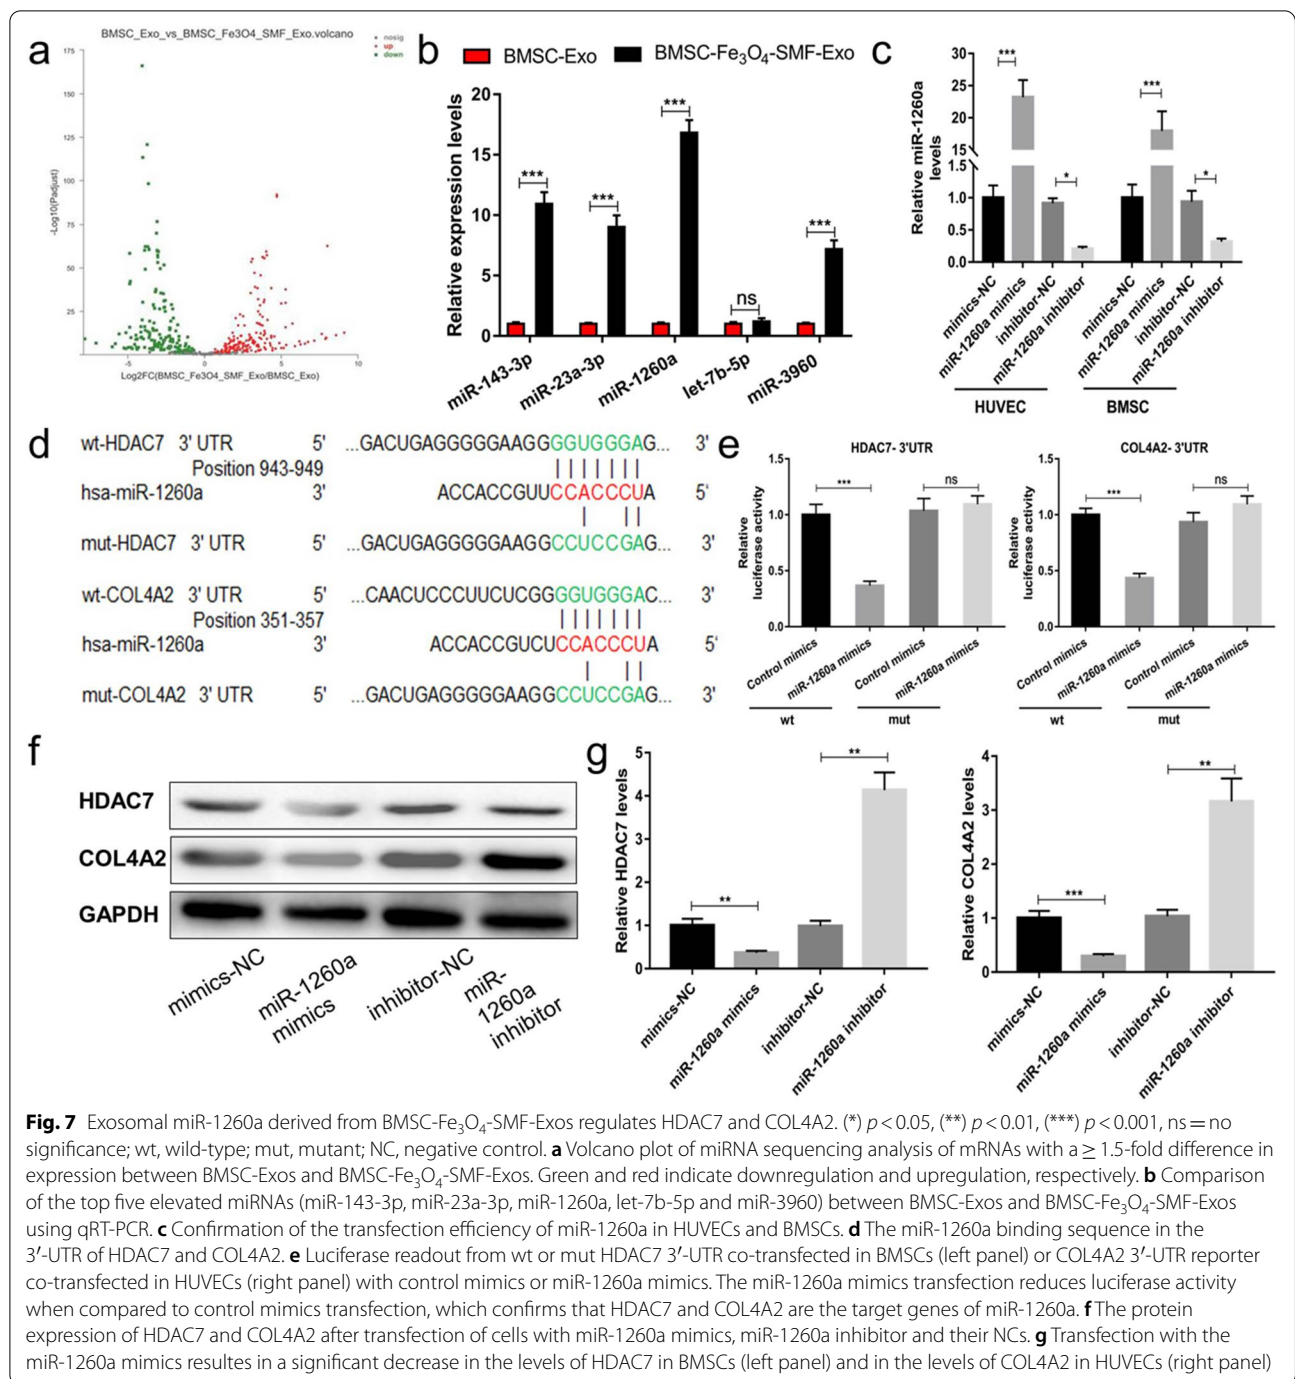 a
BMSC_Exo_vs_BMSC_Fe3O4_SMF_Exo.volcano
nosig
up
down
175
150
125
100
75
50
25
-Log10(Padjust)
-5
0
5
10
Log2FC(BMSC_Fe3O4_SMF_Exo/BMSC_Exo)
b
BMSC-Exo
BMSC-Fe₃O₄-SMF-Exo
Relative expression levels
20
15
10
5
0
***
***
***
ns
***
miR-143-3p
miR-23a-3p
miR-1260a
let-7b-5p
miR-3960
c
Relative miR-1260a
levels
30
25
20
15
1.5
1.0
0.5
0.0
***
*
***
*
mimics-NC
miR-1260a mimics
inhibitor-NC
miR-1260a inhibitor
mimics-NC
miR-1260a mimics
inhibitor-NC
miR-1260a inhibitor
HUVEC
BMSC
d
wt-HDAC7 3' UTR 5' ...GACUGAGGGGGAAGGGGUGGGAG... 3'
Position 943-949
hsa-miR-1260a 3' ACCACCGUUCCACCCUA 5'
mut-HDAC7 3' UTR 5' ...GACUGAGGGGGAAGGCCUCCGAG... 3'
wt-COL4A2 3' UTR 5' ...CAACUCCCUUCUCGGGGUGGGAC... 3'
Position 351-357
hsa-miR-1260a 3' ACCACCGUCUCCACCCUA 5'
mut-COL4A2 3' UTR 5' ...GACUGAGGGGGAAGGCCUCCGAG... 3'
e
HDAC7- 3'UTR
Relative
luciferase activity
1.5
1.0
0.5
0.0
***
ns
Control mimics
miR-1260a mimics
Control mimics
miR-1260a mimics
wt
mut
COL4A2- 3'UTR
Relative
luciferase activity
1.5
1.0
0.5
0.0
***
ns
Control mimics
miR-1260a mimics
Control mimics
miR-1260a mimics
wt
mut
f
HDAC7
COL4A2
GAPDH
mimics-NC
miR-1260a
mimics
inhibitor-NC
miR-
1260a
inhibitor
g
Relative HDAC7 levels
5
4
3
2
1
0
**
**
mimics-NC
miR-1260a mimics
inhibitor-NC
miR-1260a inhibitor
Relative COL4A2 levels
4
3
2
1
0
***
**
mimics-NC
miR-1260a mimics
inhibitor-NC
miR-1260a inhibitor
Fig. 7 Exosomal miR-1260a derived from BMSC-Fe₃O₄-SMF-Exos regulates HDAC7 and COL4A2. (*) p < 0.05, (**) p < 0.01, (***) p < 0.001, ns = no
significance; wt, wild-type; mut, mutant; NC, negative control. a Volcano plot of miRNA sequencing analysis of mRNAs with a ≥ 1.5-fold difference in
expression between BMSC-Exos and BMSC-Fe₃O₄-SMF-Exos. Green and red indicate downregulation and upregulation, respectively. b Comparison
of the top five elevated miRNAs (miR-143-3p, miR-23a-3p, miR-1260a, let-7b-5p and miR-3960) between BMSC-Exos and BMSC-Fe₃O₄-SMF-Exos
using qRT-PCR. c Confirmation of the transfection efficiency of miR-1260a in HUVECs and BMSCs. d The miR-1260a binding sequence in the
3′-UTR of HDAC7 and COL4A2. e Luciferase readout from wt or mut HDAC7 3′-UTR co-transfected in BMSCs (left panel) or COL4A2 3′-UTR reporter
co-transfected in HUVECs (right panel) with control mimics or miR-1260a mimics. The miR-1260a mimics transfection reduces luciferase activity
when compared to control mimics transfection, which confirms that HDAC7 and COL4A2 are the target genes of miR-1260a. f The protein
expression of HDAC7 and COL4A2 after transfection of cells with miR-1260a mimics, miR-1260a inhibitor and their NCs. g Transfection with the
miR-1260a mimics resultes in a significant decrease in the levels of HDAC7 in BMSCs (left panel) and in the levels of COL4A2 in HUVECs (right panel)